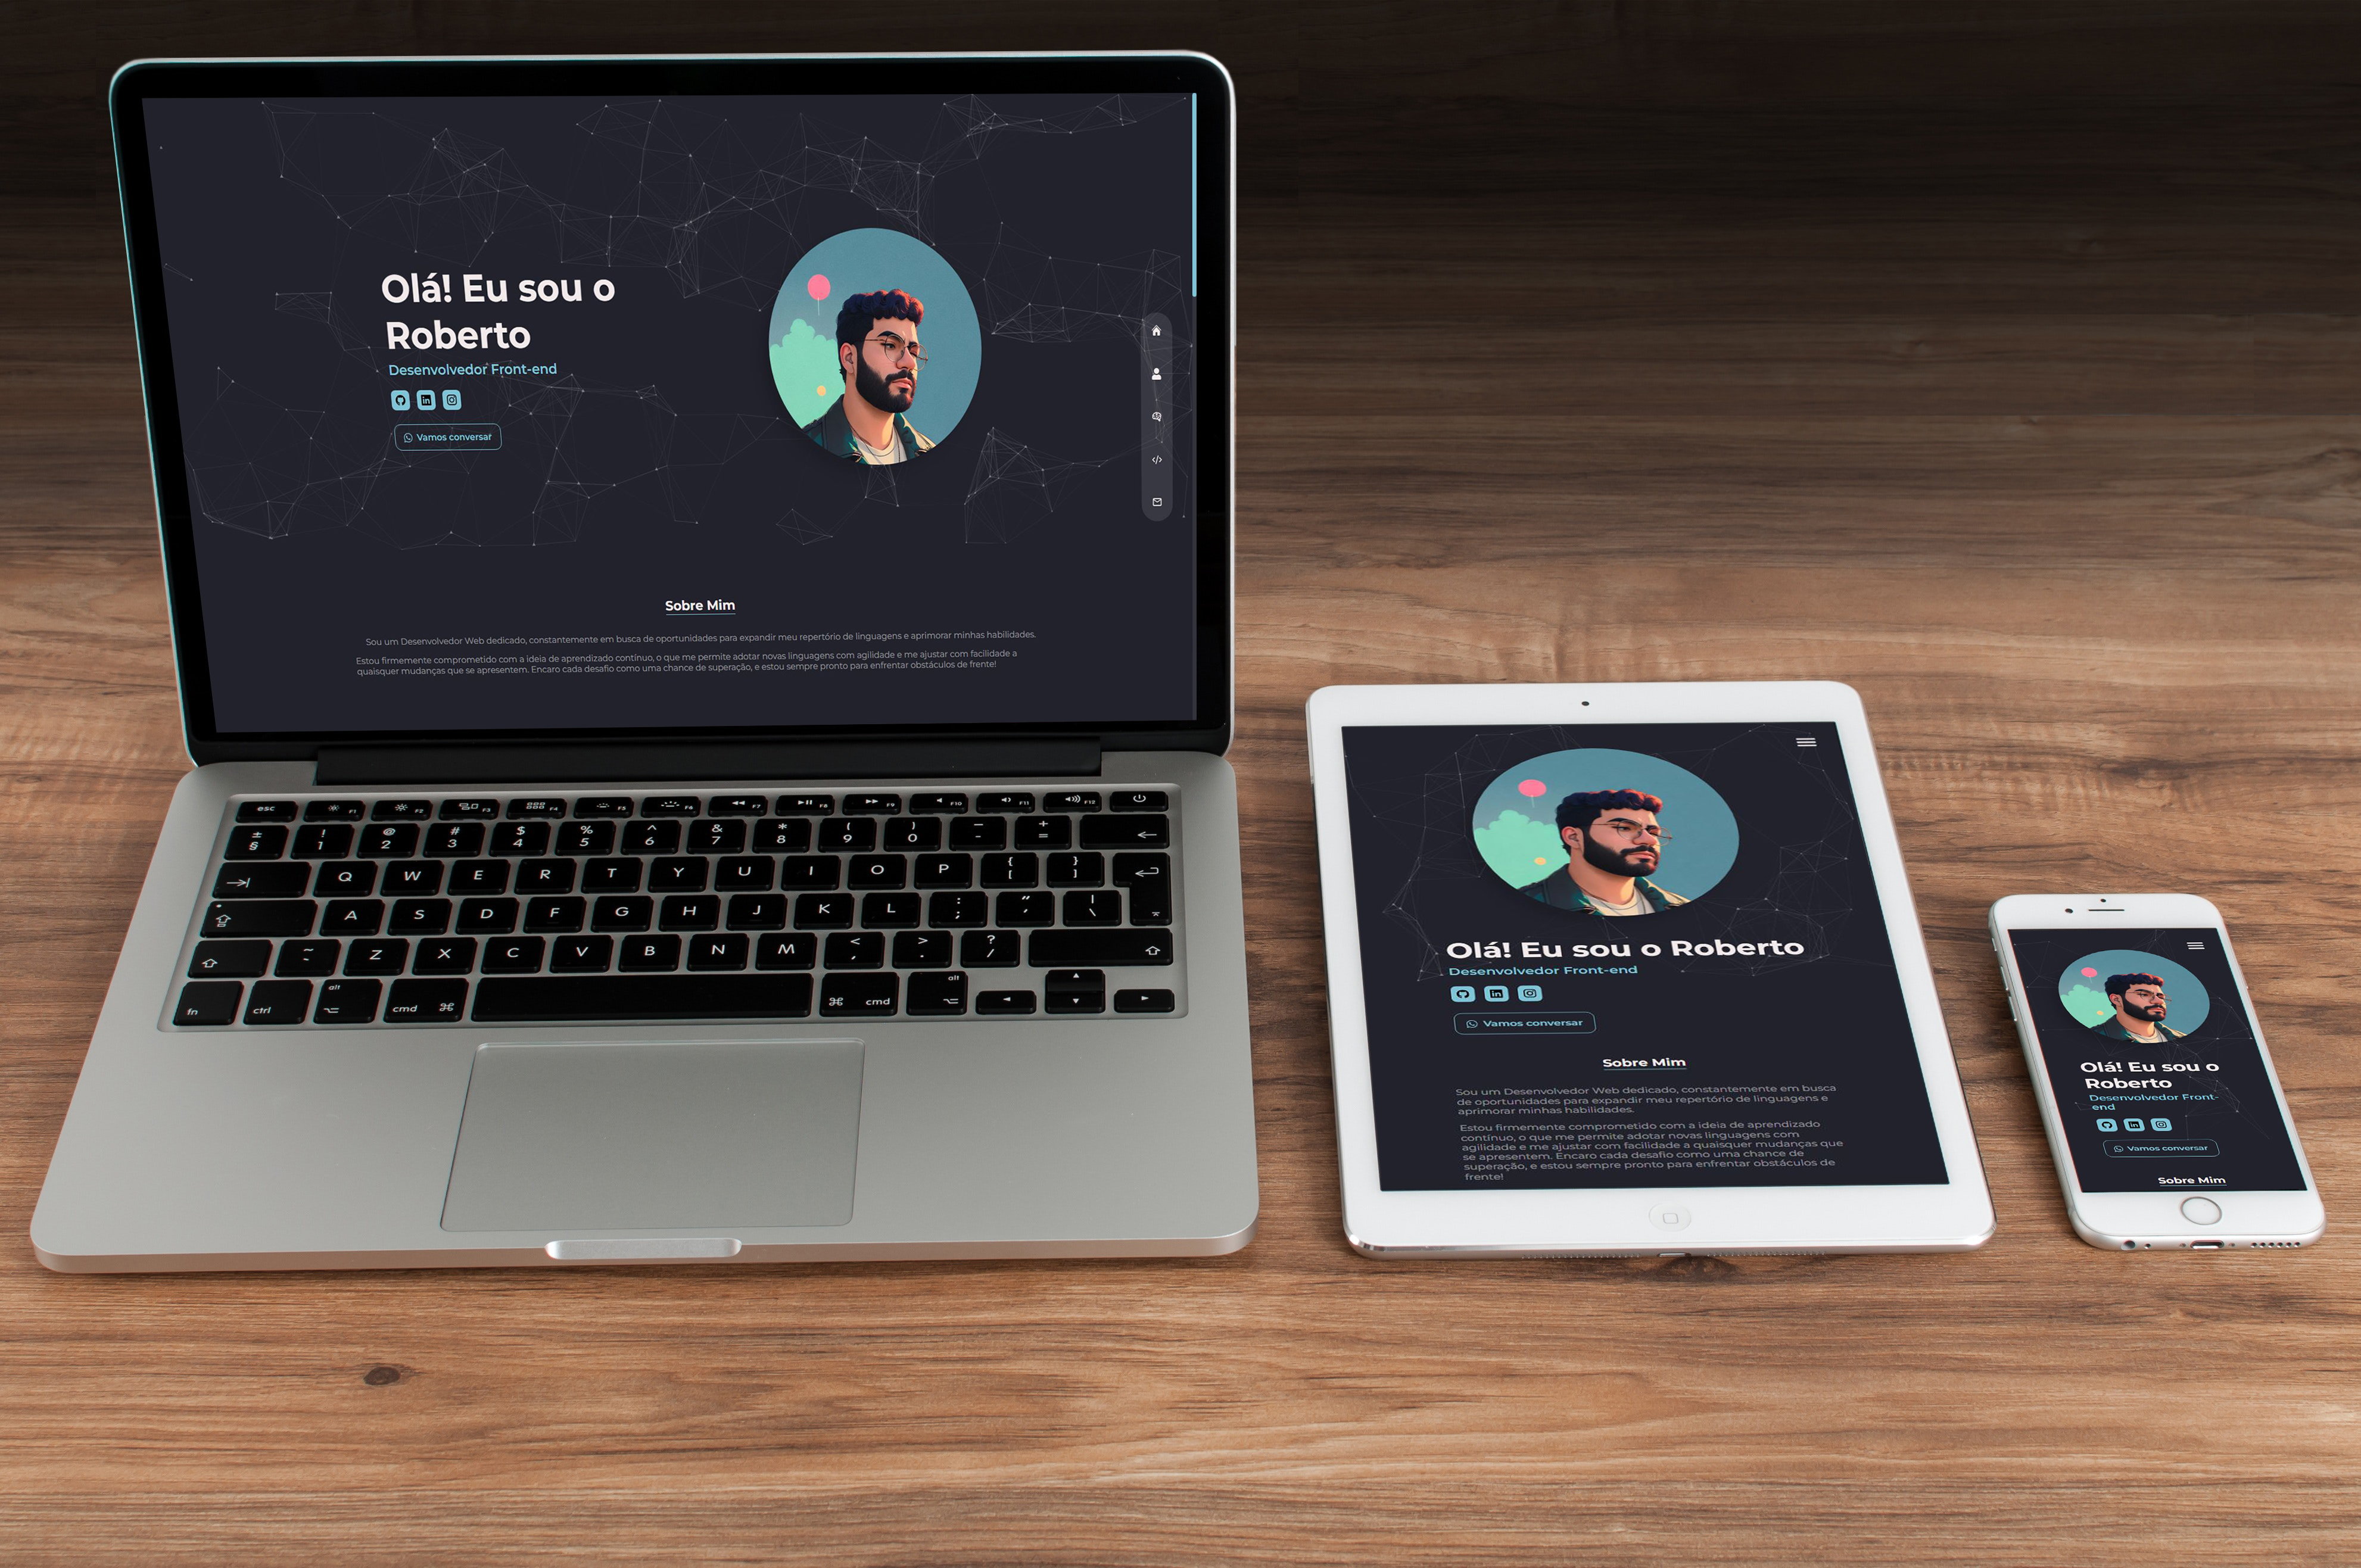 Olá! Eu sou o
Roberto
Desenvolvedor Front-end
Vamos conversar
Sobre Mim
Sou um Desenvolvedor Web dedicado, constantemente em busca de oportunidades para expandir meu repertório de linguagens e aprimorar minhas habilidades.
Estou firmemente comprometido com a ideia de aprendizado contínuo, o que me permite adotar novas linguagens com agilidade e me ajustar com facilidade a
quaisquer mudanças que se apresentem. Encaro cada desafio como uma chance de superação, e estou sempre pronto para enfrentar obstáculos de frente!
esc F1 F2 F3 F4 F5 F6 F7 F8 F9 F10 F11 F12
± ! @ # $ % ^ & * ( ) – +
§ 1 2 3 4 5 6 7 8 9 0 - =
Q W E R T Y U I O P { [ } ]
A S D F G H J K L : ; " ' | \
~ Z X C V B N M < , > . ? /
fn ctrl alt cmd ⌘ ⌘ cmd alt
Olá! Eu sou o Roberto
Desenvolvedor Front-end
Vamos conversar
Sobre Mim
Sou um Desenvolvedor Web dedicado, constantemente em busca
de oportunidades para expandir meu repertório de linguagens e
aprimorar minhas habilidades.
Estou firmemente comprometido com a ideia de aprendizado
contínuo, o que me permite adotar novas linguagens com
agilidade e me ajustar com facilidade a quaisquer mudanças que
se apresentem. Encaro cada desafio como uma chance de
superação, e estou sempre pronto para enfrentar obstáculos de
frente!
Olá! Eu sou o
Roberto
Desenvolvedor Front-
end
Vamos conversar
Sobre Mim